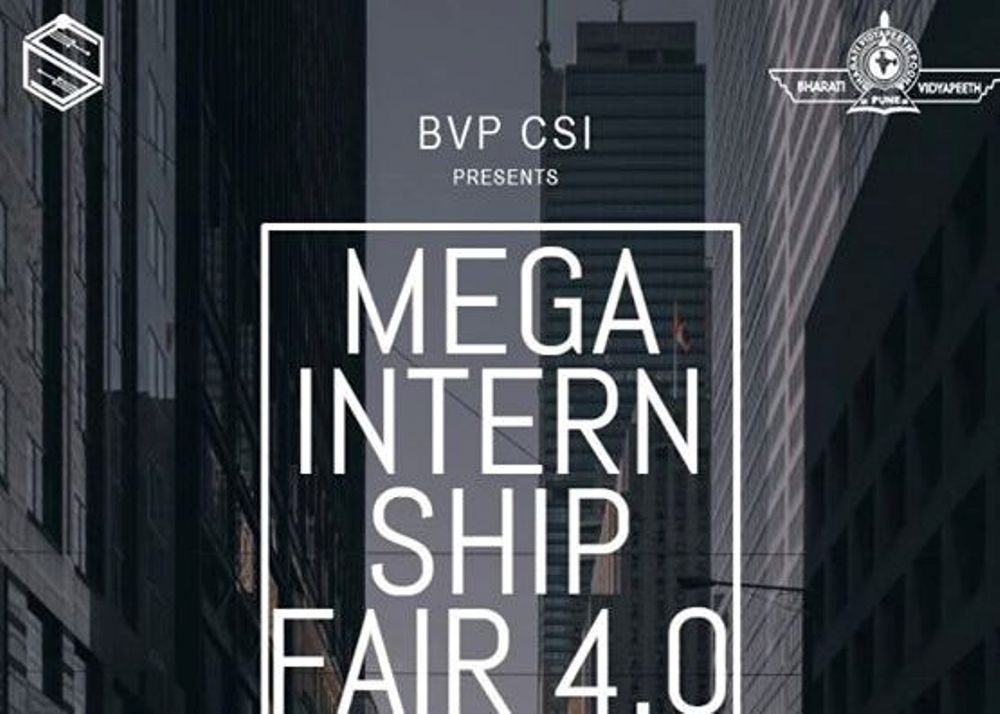 BHARATI VIDYAPEETH
PUNE
BVP CSI
PRESENTS
MEGA
INTERN
SHIP
FAIR 4.0